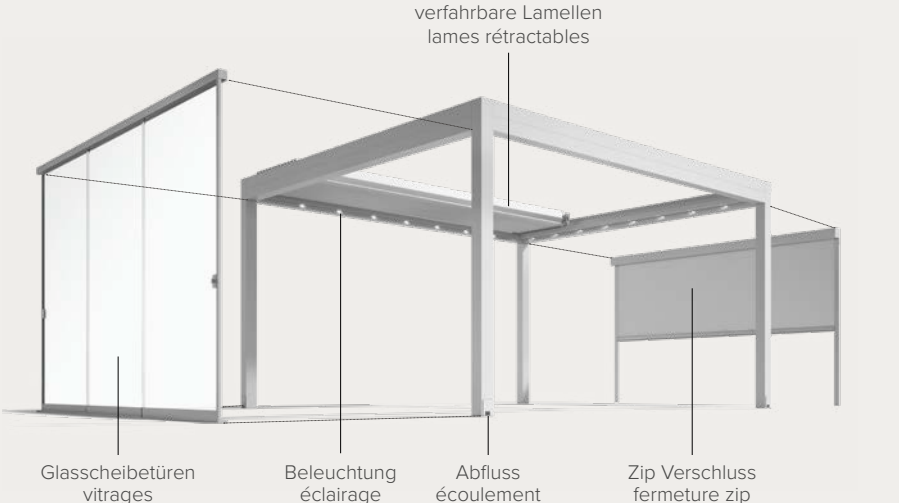 verfahrbare Lamellen
lames rétractables
Glasscheibetüren
vitrages
Beleuchtung
éclairage
Abfluss
écoulement
Zip Verschluss
fermeture zip